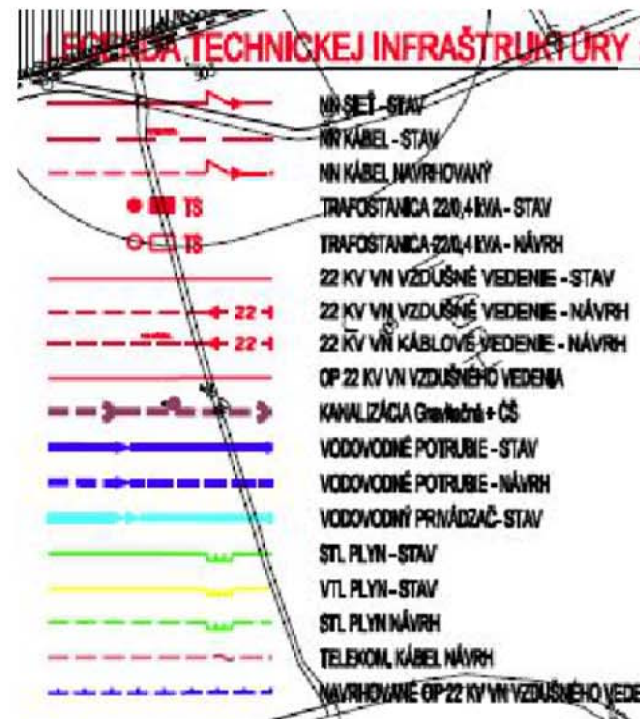 LEGENDA TECHNICKEJ INFRAŠTRUKTÚRY
NN SIEŤ - STAV
NN KÁBEL - STAV
NN KÁBEL NAVRHOVANÝ
TS TRAFOSTANICA 22/0,4 kVA - STAV
TS TRAFOSTANICA 22/0,4 kVA - NÁVRH
22 KV VN VZDUŠNÉ VEDENIE - STAV
22 22 KV VN VZDUŠNÉ VEDENIE - NÁVRH
22 22 KV VN KÁBLOVÉ VEDENIE - NÁVRH
OP 22 KV VN VZDUŠNÉHO VEDENIA
KANALIZÁCIA Gravitačná + ČS
VODOVODNÉ POTRUBIE - STAV
VODOVODNÉ POTRUBIE - NÁVRH
VODOVODNÝ PRIVÁDZAČ - STAV
STL PLYN - STAV
VTL PLYN - STAV
STL PLYN NÁVRH
TELEKOM. KÁBEL NÁVRH
NAVRHOVANÉ OP 22 KV VN VZDUŠNÉHO VEDE